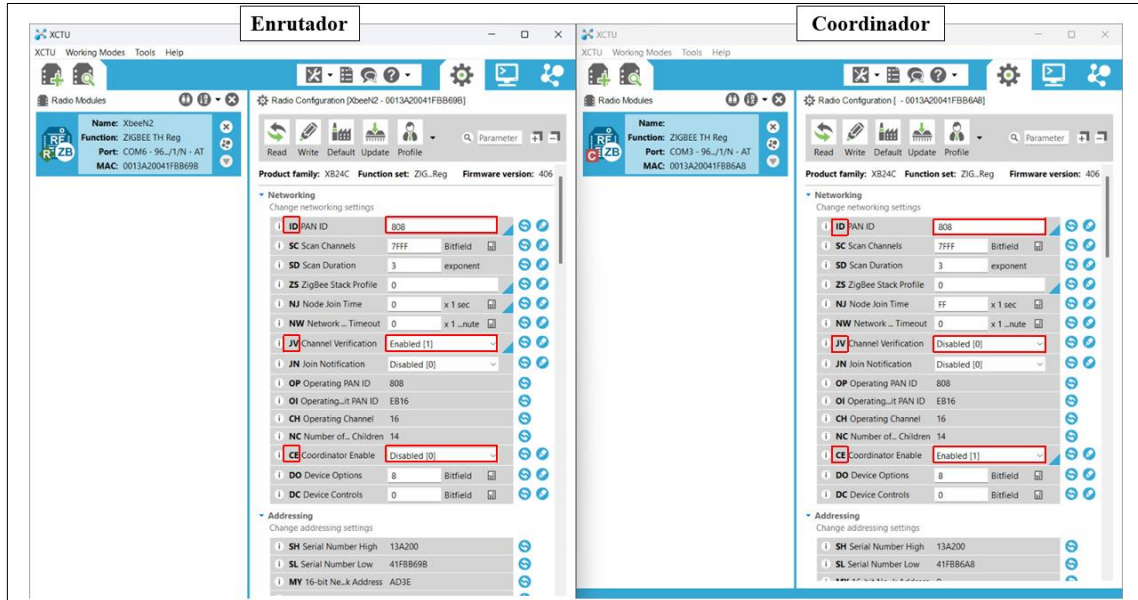 Enrutador
XCTU
XCTU Working Modes Tools Help
Radio Modules
Radio Configuration [XbeeN2 - 0013A20041FBB69B]
Name: XbeeN2
Function: ZIGBEE TH Reg
Port: COM6 - 96../1/N - AT
MAC: 0013A20041FBB69B
Read Write Default Update Profile
Parameter
Product family: XB24C Function set: ZIG...Reg Firmware version: 406
Networking
Change networking settings
ID PAN ID 808
SC Scan Channels 7FFF Bitfield
SD Scan Duration 3 exponent
ZS ZigBee Stack Profile 0
NJ Node Join Time 0 x 1 sec
NW Network ... Timeout 0 x 1 ...nute
JV Channel Verification Enabled [1]
JN Join Notification Disabled [0]
OP Operating PAN ID 808
OI Operating...it PAN ID EB16
CH Operating Channel 16
NC Number of... Children 14
CE Coordinator Enable Disabled [0]
DO Device Options 8 Bitfield
DC Device Controls 0 Bitfield
Addressing
Change addressing settings
SH Serial Number High 13A200
SL Serial Number Low 41FBB69B
MY 16-bit Ne...k Address AD3E
Coordinador
XCTU
XCTU Working Modes Tools Help
Radio Modules
Radio Configuration [ - 0013A20041FBB6A8]
Name:
Function: ZIGBEE TH Reg
Port: COM3 - 96../1/N - AT
MAC: 0013A20041FBB6A8
Read Write Default Update Profile
Parameter
Product family: XB24C Function set: ZIG...Reg Firmware version: 406
Networking
Change networking settings
ID PAN ID 808
SC Scan Channels 7FFF Bitfield
SD Scan Duration 3 exponent
ZS ZigBee Stack Profile 0
NJ Node Join Time FF x 1 sec
NW Network ... Timeout 0 x 1 ...nute
JV Channel Verification Disabled [0]
JN Join Notification Disabled [0]
OP Operating PAN ID 808
OI Operating...it PAN ID EB16
CH Operating Channel 16
NC Number of... Children 14
CE Coordinator Enable Enabled [1]
DO Device Options 8 Bitfield
DC Device Controls 0 Bitfield
Addressing
Change addressing settings
SH Serial Number High 13A200
SL Serial Number Low 41FBB6A8